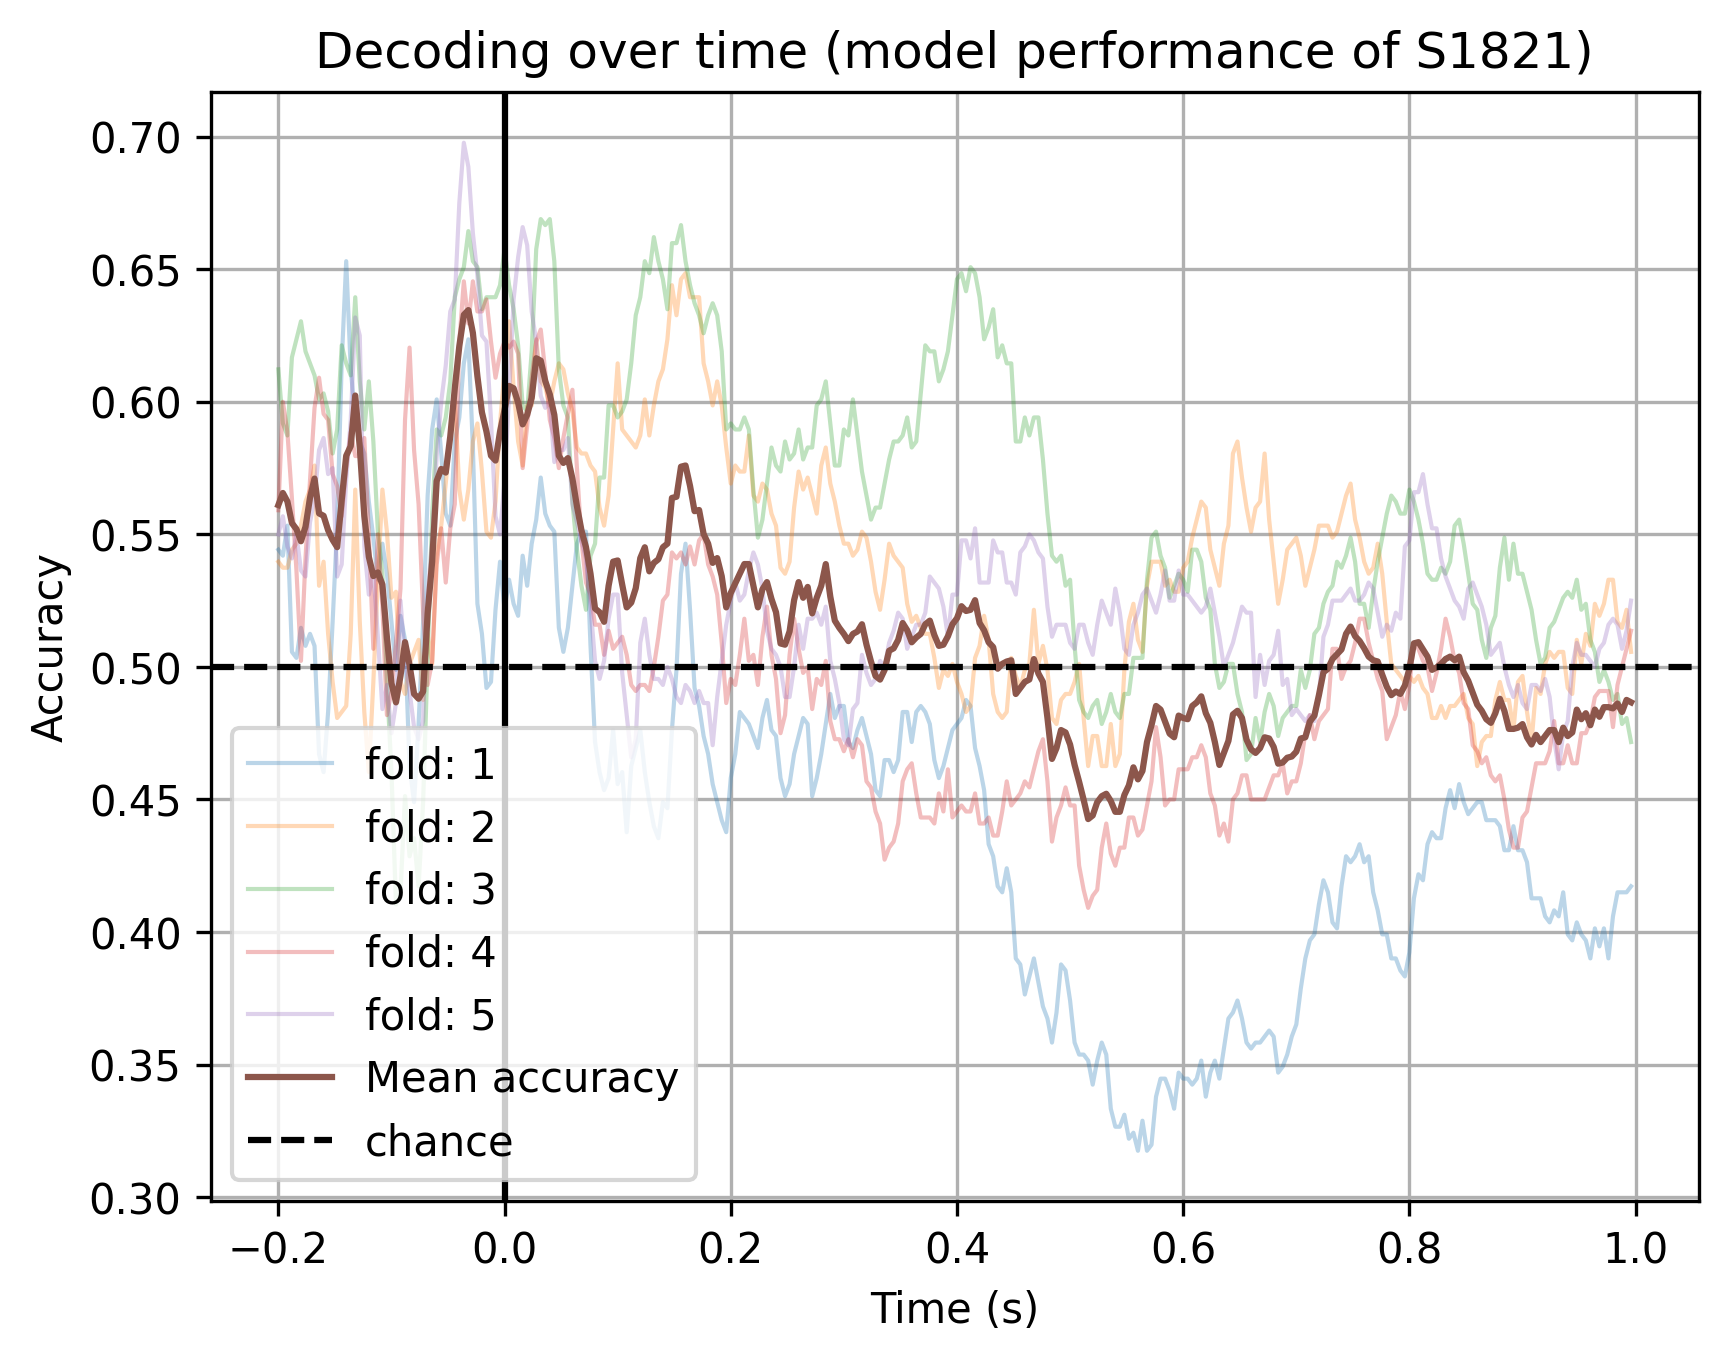 Decoding over time (model performance of S1821)
Accuracy
0.70
0.65
0.60
0.55
0.50
0.45
0.40
0.35
0.30
fold: 1
fold: 2
fold: 3
fold: 4
fold: 5
Mean accuracy
chance
−0.2 0.0 0.2 0.4 0.6 0.8 1.0
Time (s)